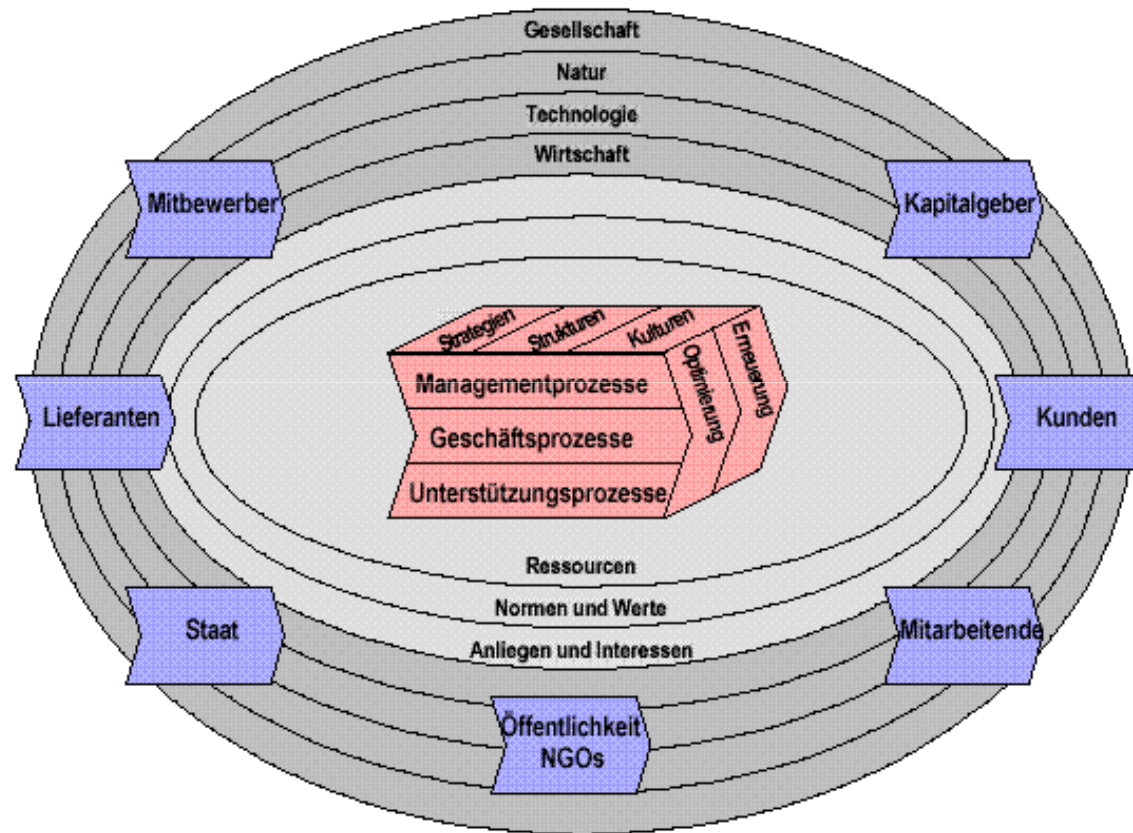 Gesellschaft
Natur
Technologie
Wirtschaft
Mitbewerber
Kapitalgeber
Strategien
Strukturen
Kulturen
Managementprozesse
Geschäftsprozesse
Unterstützungsprozesse
Optimierung
Erneuerung
Lieferanten
Kunden
Ressourcen
Normen und Werte
Anliegen und Interessen
Staat
Mitarbeitende
Öffentlichkeit
NGOs